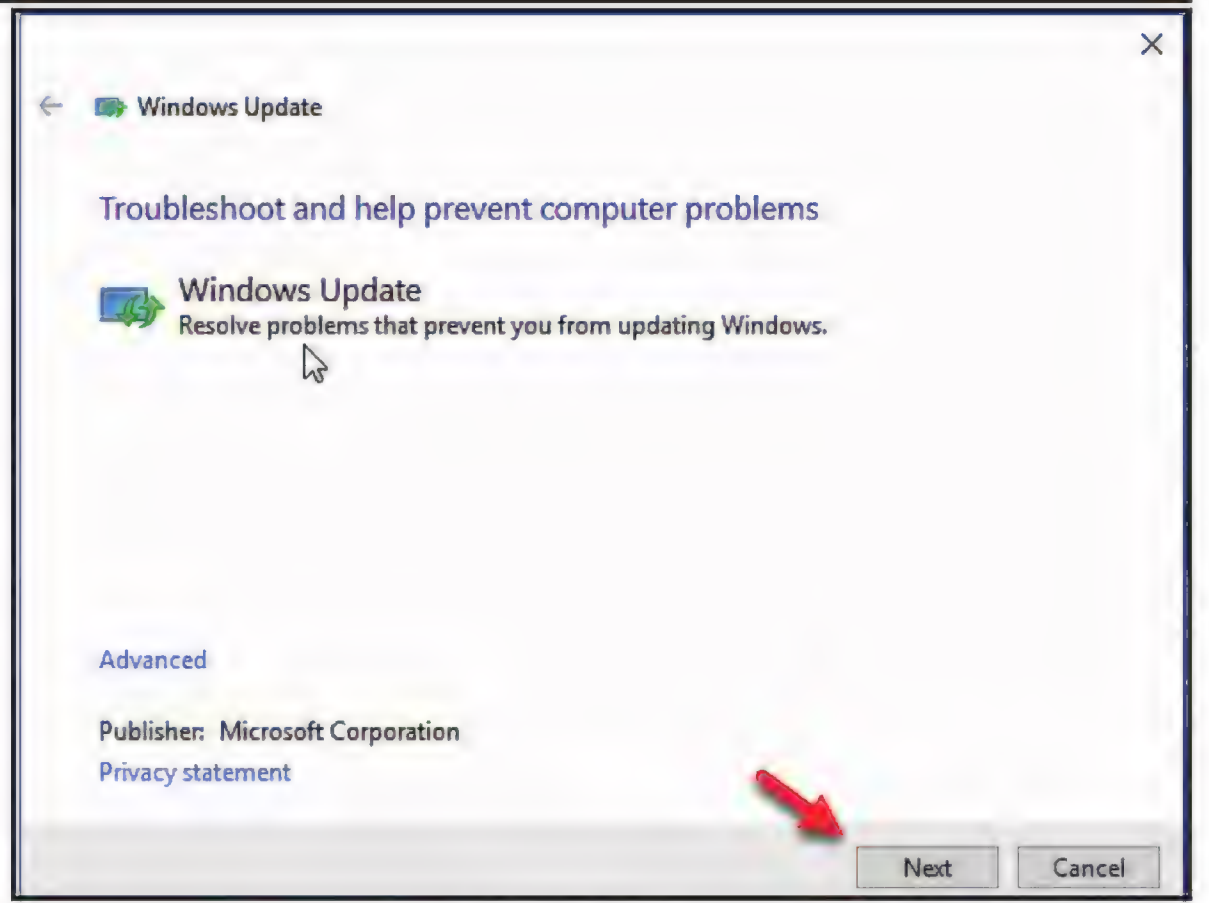 Windows Update
Troubleshoot and help prevent computer problems
Windows Update
Resolve problems that prevent you from updating Windows.
Advanced
Publisher: Microsoft Corporation
Privacy statement
Next
Cancel